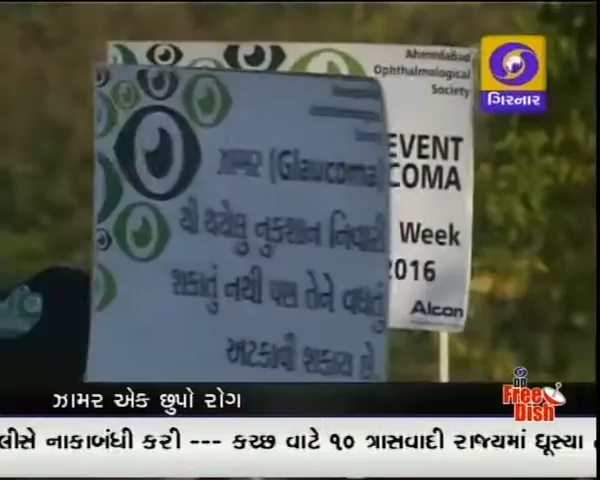 Ahmedabad
Ophthalmological
Society
ગિરનાર
EVENT
COMA
ઝામર (Glaucoma)
થી થયેલુ નુકશાન નિવારી
Week
શકાતું નથી પણ તેને વધતું
2016
Alcon
અટકાવી શકાય છે.
ઝામર એક છુપો રોગ
On
Free
Dish
લીસે નાકાબંધી કરી --- કચ્છ વાટે ૧૦ ત્રાસવાદી રાજ્યમાં ઘૂસ્યા